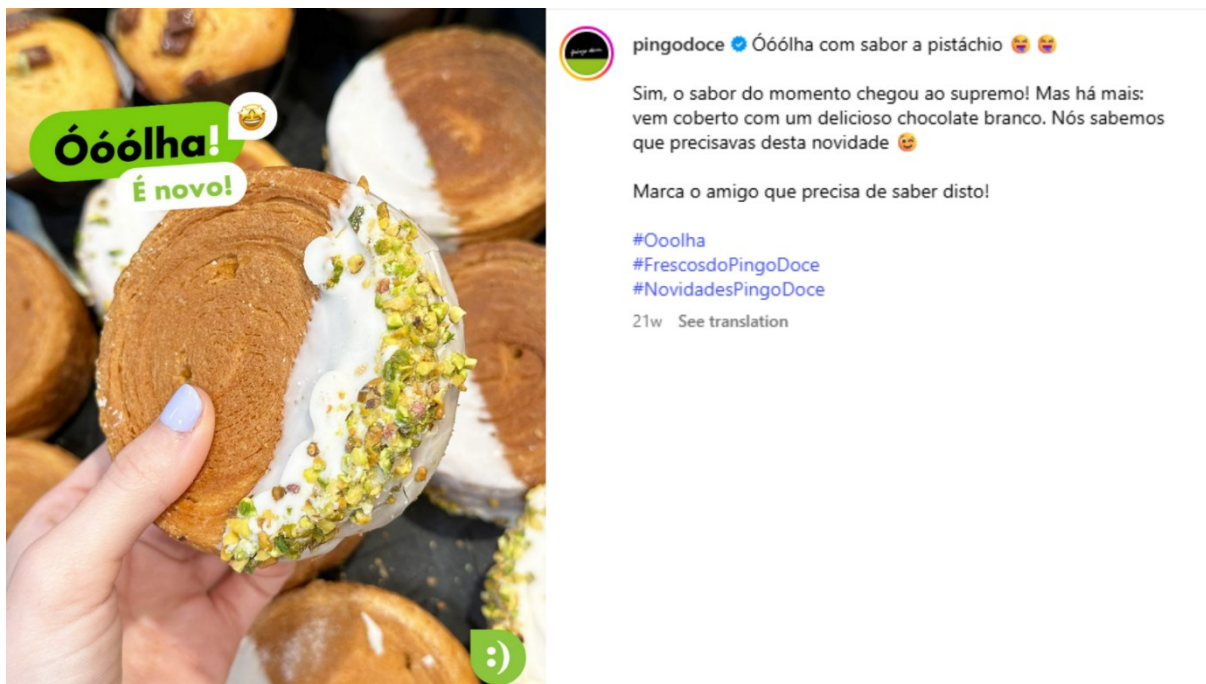 Óóólha!
É novo!
:)
pingo doce
pingodoce Óóólha com sabor a pistáchio 😝 😝
Sim, o sabor do momento chegou ao supremo! Mas há mais:
vem coberto com um delicioso chocolate branco. Nós sabemos
que precisavas desta novidade 😉
Marca o amigo que precisa de saber disto!
#Ooolha
#FrescosdoPingoDoce
#NovidadesPingoDoce
21w See translation